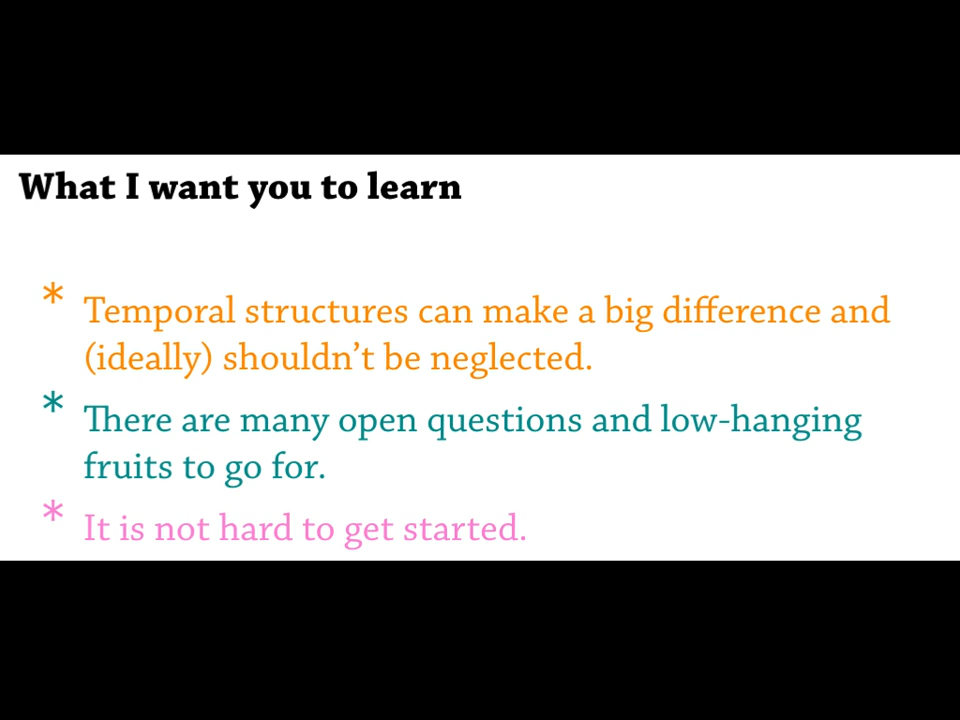 What I want you to learn
* Temporal structures can make a big difference and
(ideally) shouldn’t be neglected.
* There are many open questions and low-hanging
fruits to go for.
* It is not hard to get started.